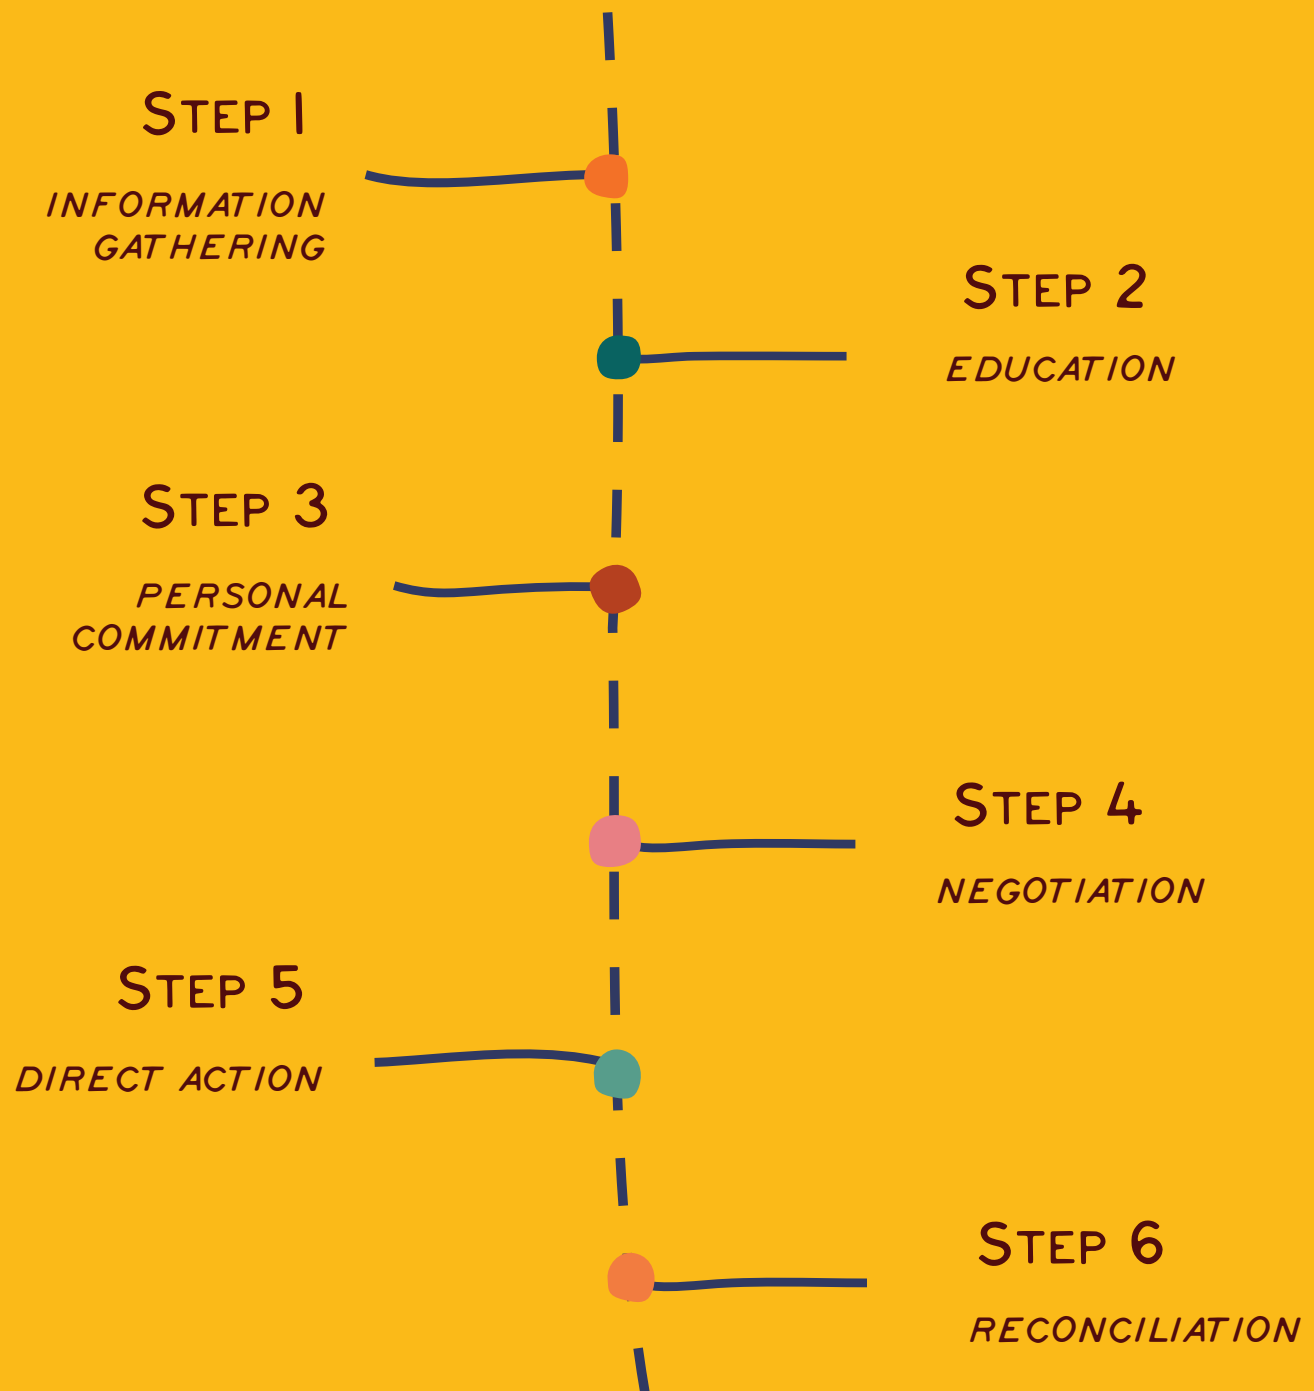 STEP 1
INFORMATION
GATHERING
STEP 2
EDUCATION
STEP 3
PERSONAL
COMMITMENT
STEP 4
NEGOTIATION
STEP 5
DIRECT ACTION
STEP 6
RECONCILIATION